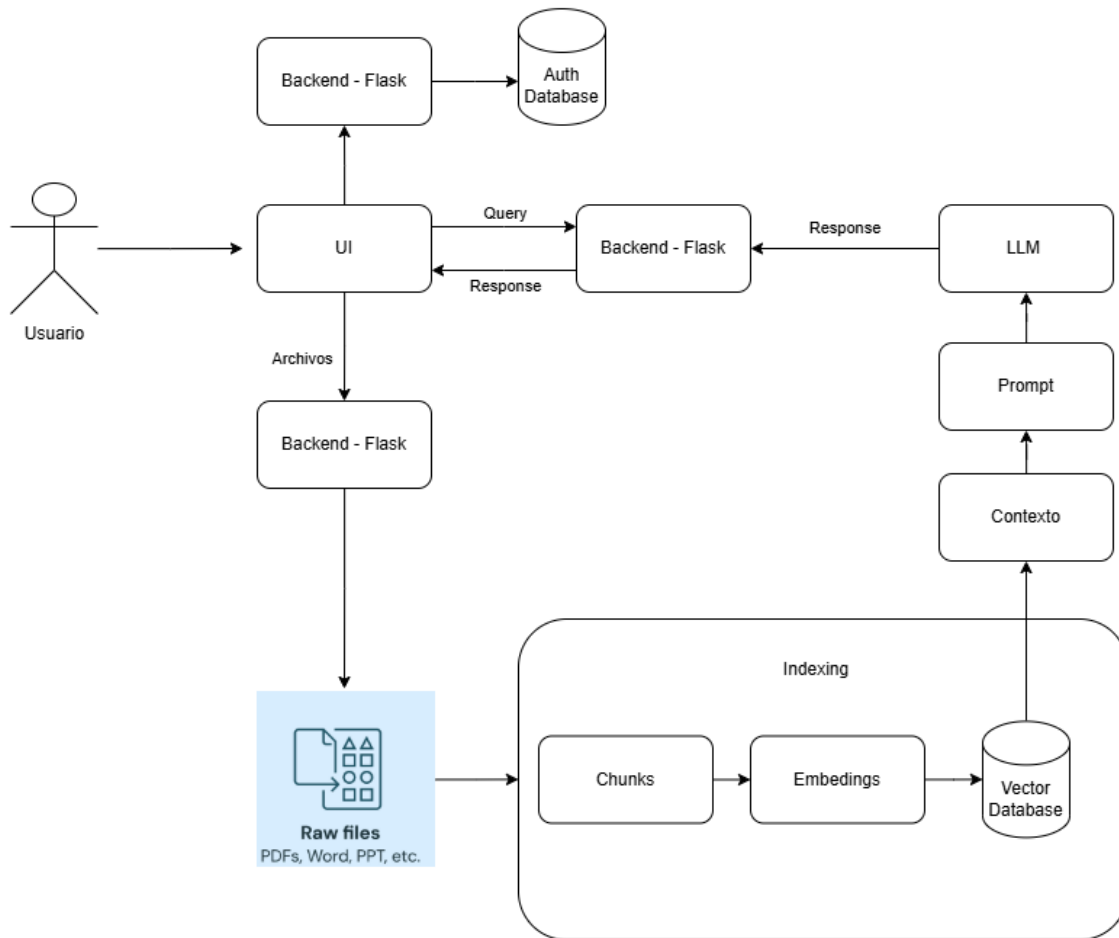 Backend - Flask
Auth
Database
Usuario
UI
Query
Response
Backend - Flask
Response
LLM
Archivos
Backend - Flask
Prompt
Contexto
Raw files
PDFs, Word, PPT, etc.
Indexing
Chunks
Embedings
Vector
Database